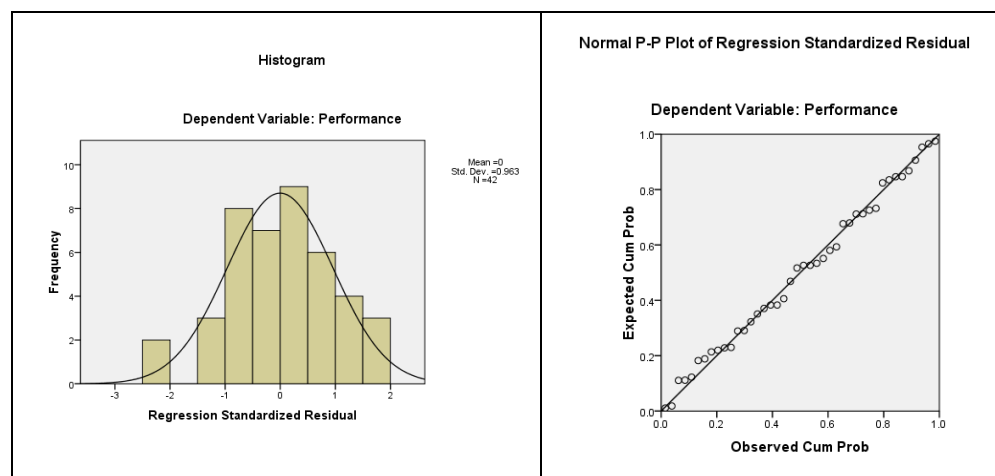 Histogram
Dependent Variable: Performance
Mean =0
Std. Dev. =0.963
N =42
10
8
6
4
2
0
Frequency
-3 -2 -1 0 1 2
Regression Standardized Residual
Normal P-P Plot of Regression Standardized Residual
Dependent Variable: Performance
1.0
0.8
0.6
0.4
0.2
0.0
Expected Cum Prob
0.0 0.2 0.4 0.6 0.8 1.0
Observed Cum Prob